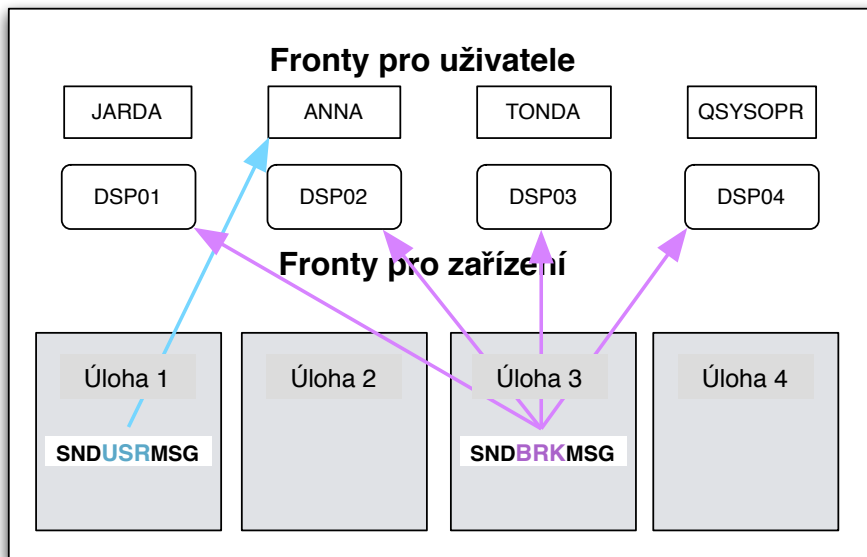 Fronty pro uživatele
JARDA ANNA TONDA QSYSOPR
DSP01 DSP02 DSP03 DSP04
Fronty pro zařízení
Úloha 1 Úloha 2 Úloha 3 Úloha 4
SNDUSRMSG SNDBRKMSG